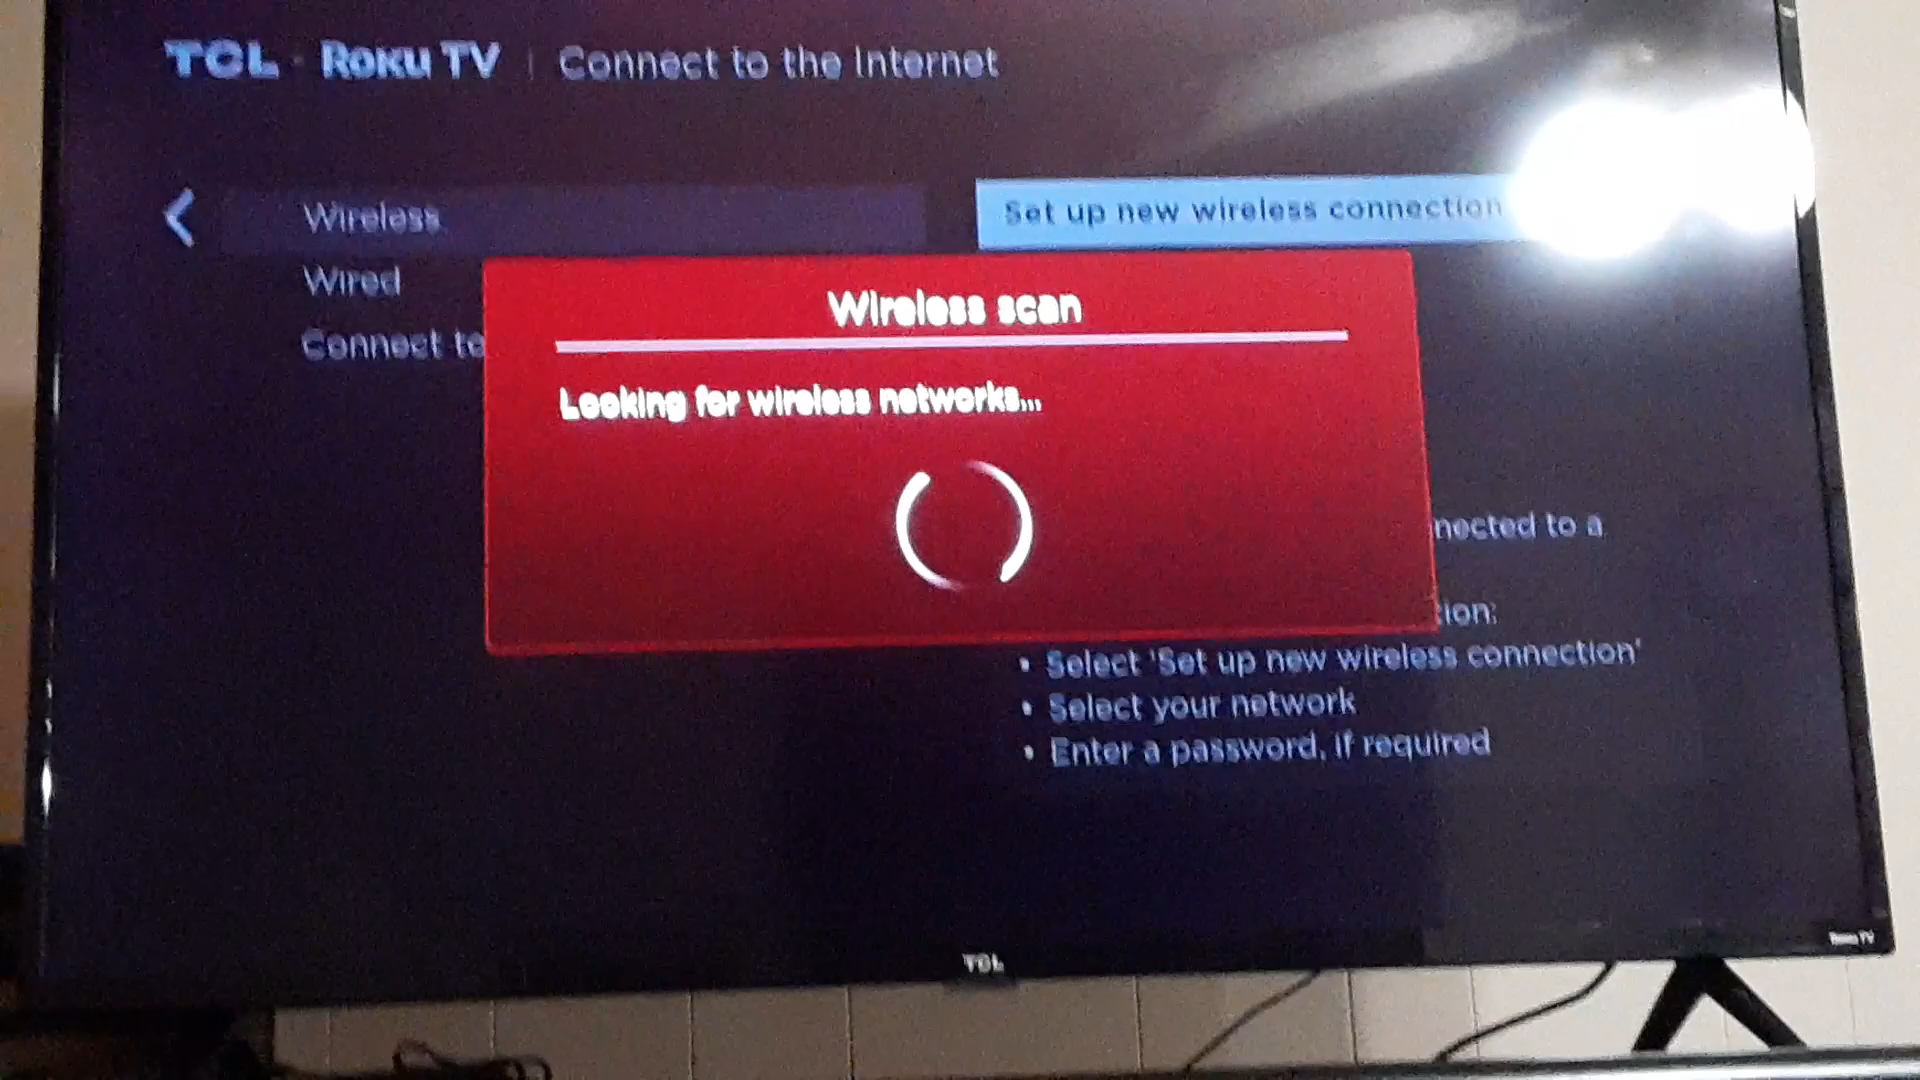 TCL · Roku TV | Connect to the Internet
Wireless
Set up new wireless connection
Wired
Connect to
Wireless scan
Looking for wireless networks...
nected to a
tion:
• Select 'Set up new wireless connection'
• Select your network
• Enter a password, if required
TCL
Roku TV